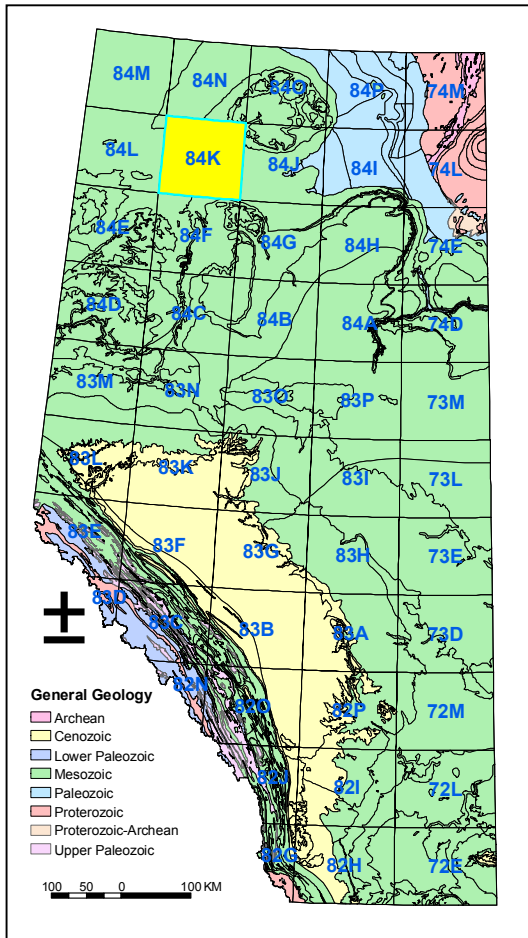 84M 84N 84O 84P 74M
84L 84K 84J 84I 74L
84E 84F 84G 84H 74E
84D 84C 84B 84A 74D
83M 83N 83O 83P 73M
83L 83K 83J 83I 73L
83E 83F 83G 83H 73E
83D 83C 83B 83A 73D
82N 82O 82P 72M
82J 82I 72L
82G 82H 72E
General Geology
Archean
Cenozoic
Lower Paleozoic
Mesozoic
Paleozoic
Proterozoic
Proterozoic-Archean
Upper Paleozoic
100 50 0 100 KM